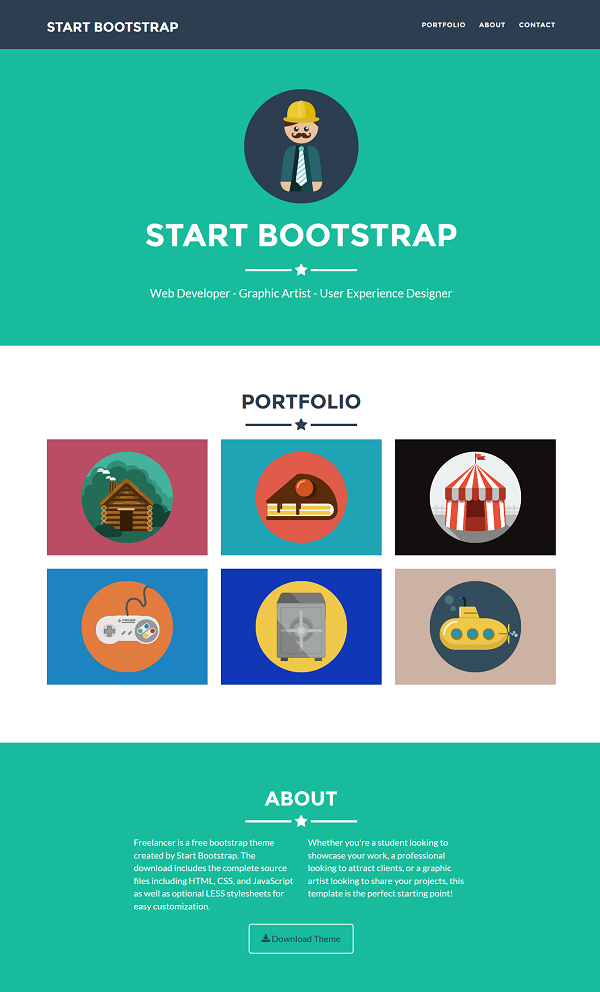 START BOOTSTRAP
PORTFOLIO ABOUT CONTACT
START BOOTSTRAP
Web Developer - Graphic Artist - User Experience Designer
PORTFOLIO
ABOUT
Freelancer is a free bootstrap theme
created by Start Bootstrap. The
download includes the complete source
files including HTML, CSS, and JavaScript
as well as optional LESS stylesheets for
easy customization.
Whether you're a student looking to
showcase your work, a professional
looking to attract clients, or a graphic
artist looking to share your projects, this
template is the perfect starting point!
Download Theme